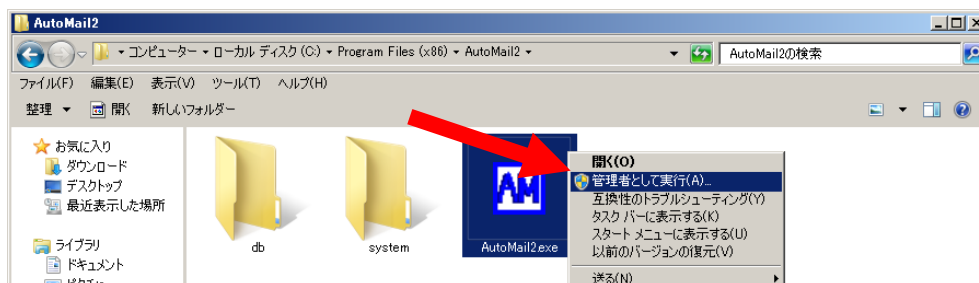 AutoMail2
コンピューター ローカル ディスク (C:) Program Files (x86) AutoMail2
AutoMail2の検索
ファイル(F) 編集(E) 表示(V) ツール(T) ヘルプ(H)
整理 開く 新しいフォルダー
お気に入り
ダウンロード
デスクトップ
最近表示した場所
ライブラリ
ドキュメント
db
system
AM
AutoMail2.exe
開く(O)
管理者として実行(A)...
互換性のトラブルシューティング(Y)
タスク バーに表示する(K)
スタート メニューに表示する(U)
以前のバージョンの復元(V)
送る(N)